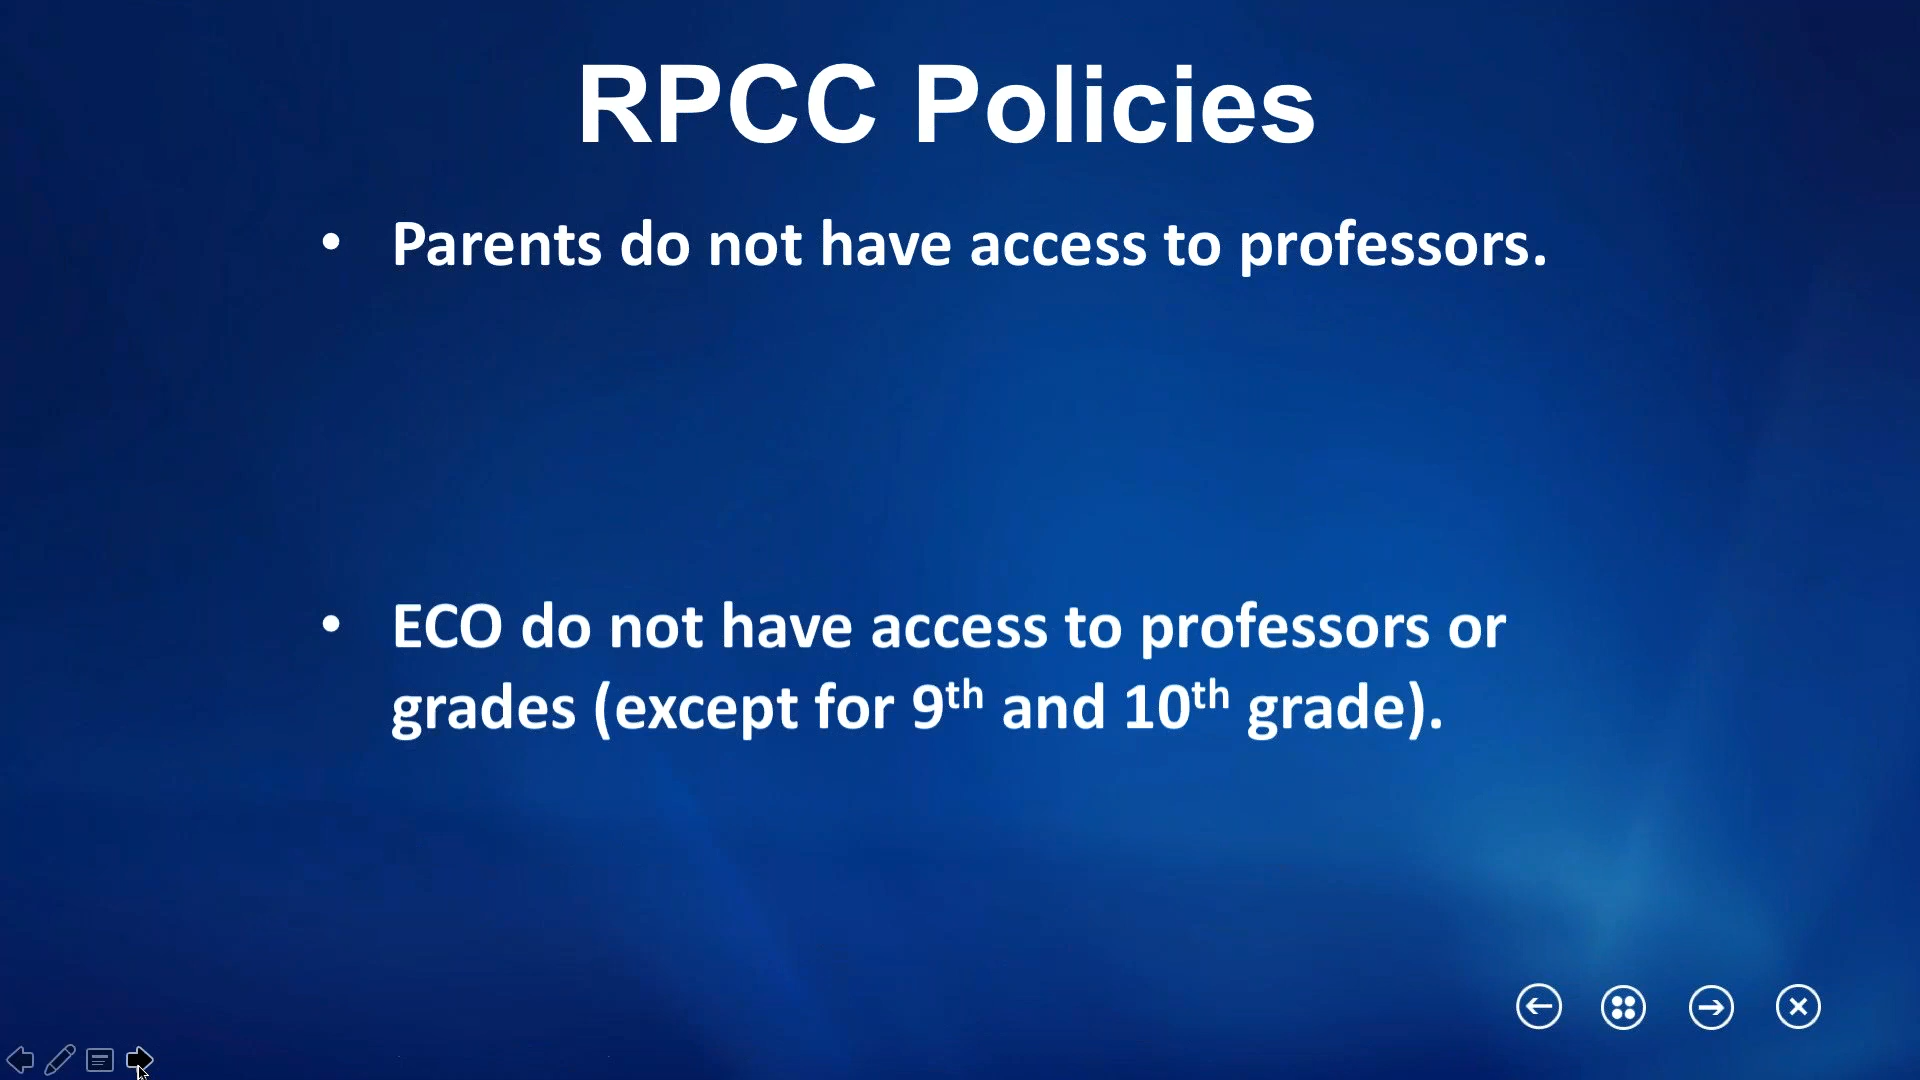 RPCC Policies
• Parents do not have access to professors.
• ECO do not have access to professors or
grades (except for 9th and 10th grade).